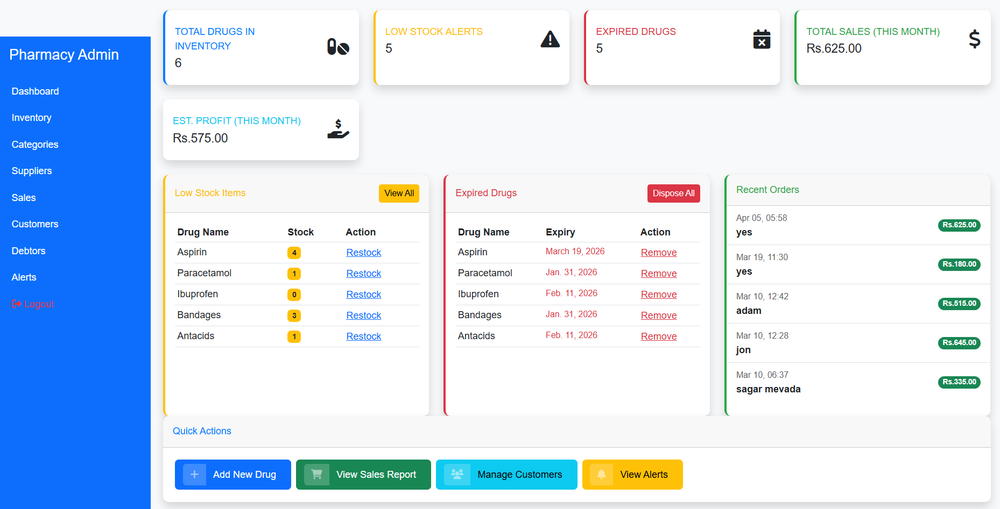 Pharmacy Admin
Dashboard
Inventory
Categories
Suppliers
Sales
Customers
Debtors
Alerts
Logout
TOTAL DRUGS IN
INVENTORY
6
LOW STOCK ALERTS
5
EXPIRED DRUGS
5
TOTAL SALES (THIS MONTH)
Rs.625.00
EST. PROFIT (THIS MONTH)
Rs.575.00
Low Stock Items View All
Drug Name Stock Action
Aspirin 4 Restock
Paracetamol 1 Restock
Ibuprofen 0 Restock
Bandages 3 Restock
Antacids 1 Restock
Expired Drugs Dispose All
Drug Name Expiry Action
Aspirin March 19, 2026 Remove
Paracetamol Jan. 31, 2026 Remove
Ibuprofen Feb. 11, 2026 Remove
Bandages Jan. 31, 2026 Remove
Antacids Feb. 11, 2026 Remove
Recent Orders
Apr 05, 05:58
yes Rs.625.00
Mar 19, 11:30
yes Rs.180.00
Mar 10, 12:42
adam Rs.515.00
Mar 10, 12:28
jon Rs.645.00
Mar 10, 06:37
sagar mevada Rs.335.00
Quick Actions
Add New Drug View Sales Report Manage Customers View Alerts